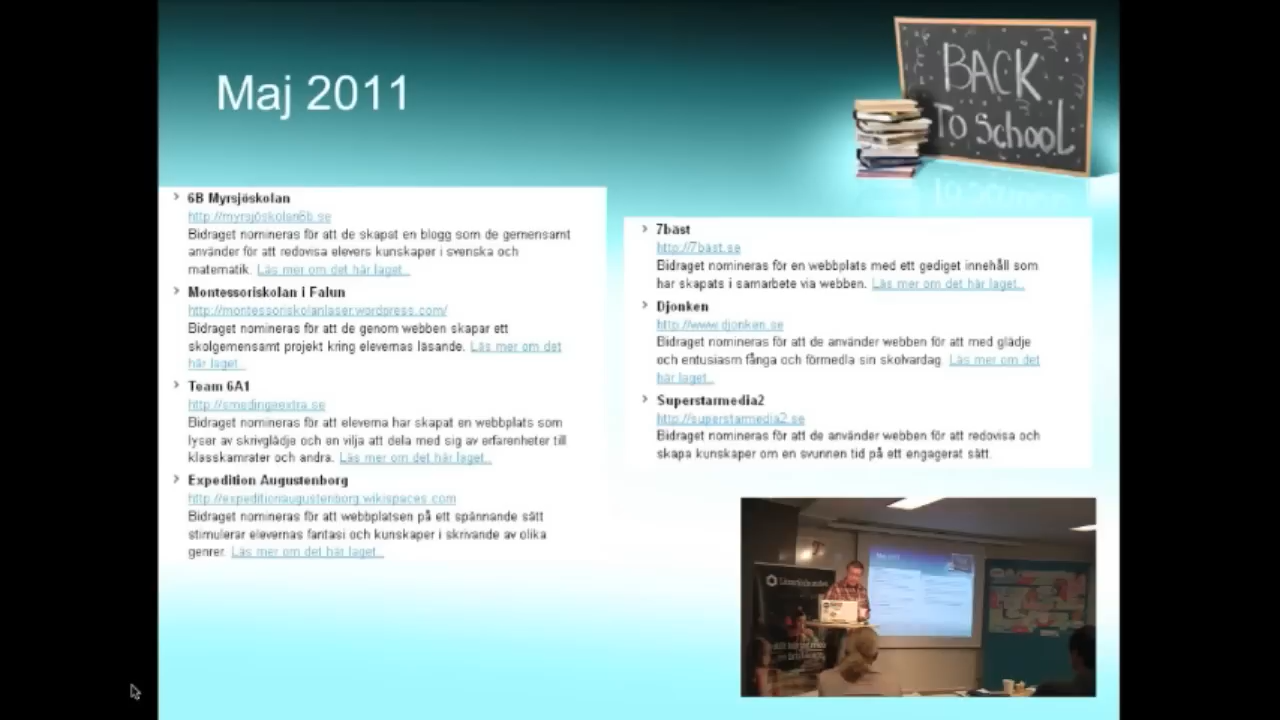 Maj 2011
BACK
To School
6B Myrsjöskolan
http://myrsjöskolan6b.se
Bidraget nomineras för att de skapat en blogg som de gemensamt
använder för att redovisa elevers kunskaper i svenska och
matematik. Läs mer om det här laget...
Montessoriskolan i Falun
http://montessoriskolanlaser.wordpress.com/
Bidraget nomineras för att de genom webben skapar ett
skolgemensamt projekt kring elevernas läsande. Läs mer om det
här laget...
Team 6A1
http://smedingeextra.se
Bidraget nomineras för att eleverna har skapat en webbplats som
lyser av skrivglädje och en vilja att dela med sig av erfarenheter till
klasskamrater och andra. Läs mer om det här laget...
Expedition Augustenborg
http://expeditionaugustenborg.wikispaces.com
Bidraget nomineras för att webbplatsen på ett spännande sätt
stimulerar elevernas fantasi och kunskaper i skrivande av olika
genrer. Läs mer om det här laget...
7bäst
http://7bäst.se
Bidraget nomineras för en webbplats med ett gediget innehåll som
har skapats i samarbete via webben. Läs mer om det här laget...
Djonken
http://www.djonken.se
Bidraget nomineras för att de använder webben för att med glädje
och entusiasm fånga och förmedla sin skolvardag. Läs mer om det
här laget...
Superstarmedia2
http://superstarmedia2.se
Bidraget nomineras för att de använder webben för att redovisa och
skapa kunskaper om en svunnen tid på ett engagerat sätt.